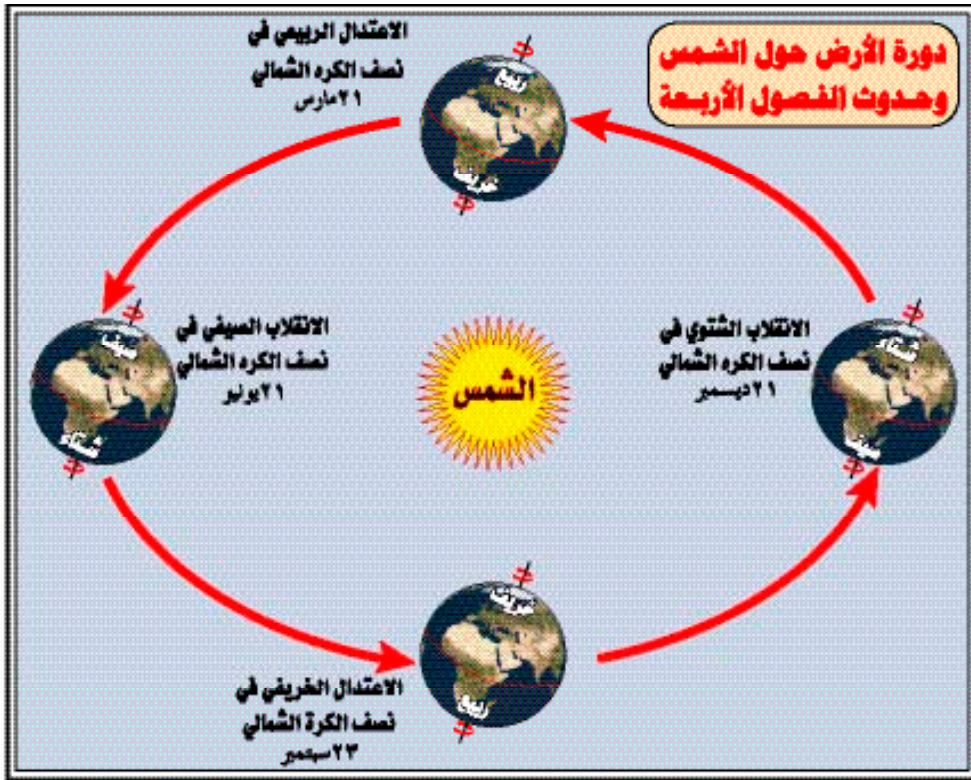 دورة الأرض حول الشمس
وحدوث الفصول الأربعة
الاعتدال الربيعي في
نصف الكره الشمالي
٢١ مارس
ربيع
خريف
الانقلاب الشتوي في
نصف الكره الشمالي
٢١ ديسمبر
شتاء
صيف
الشمس
الانقلاب الصيفي في
نصف الكره الشمالي
٢١ يونيو
صيف
شتاء
خريف
ربيع
الاعتدال الخريفي في
نصف الكرة الشمالي
٢٣ سبتمبر